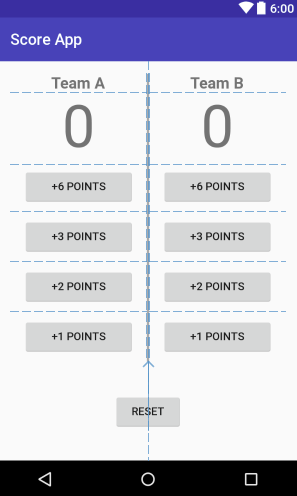 6:00
Score App
Team A Team B
0 0
+6 POINTS +6 POINTS
+3 POINTS +3 POINTS
+2 POINTS +2 POINTS
+1 POINTS +1 POINTS
RESET